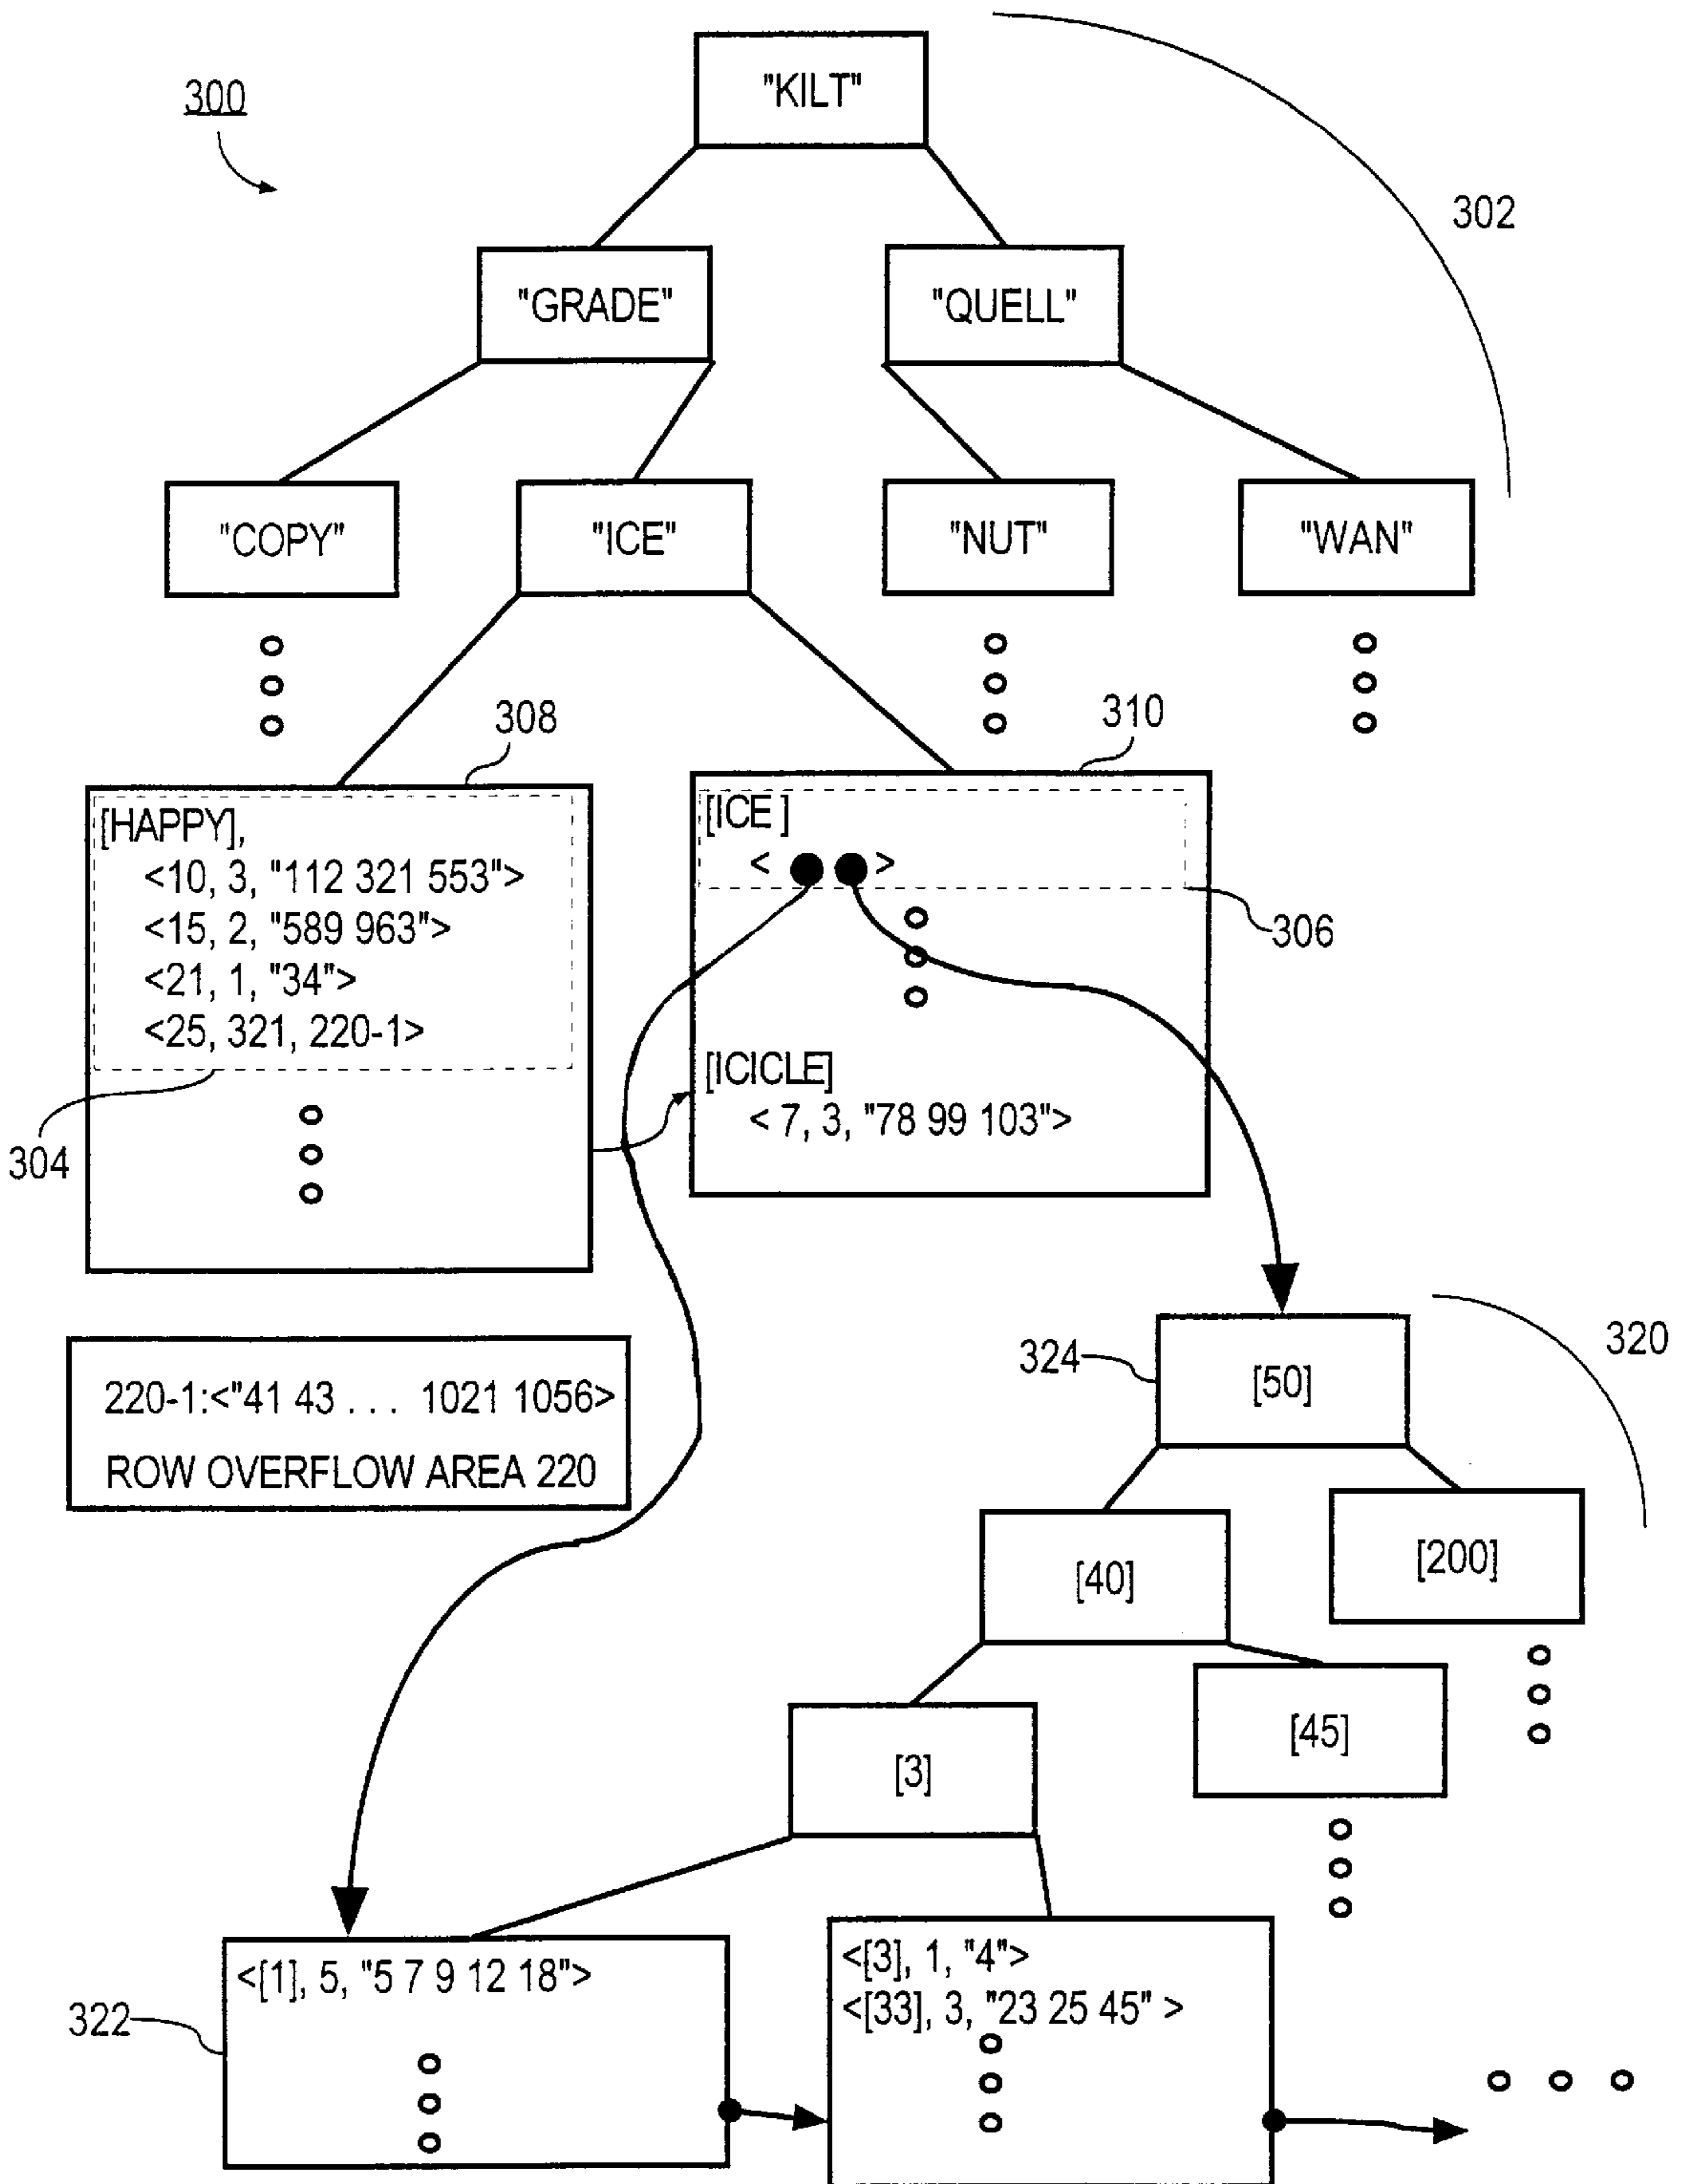 300
"KILT"
302
"GRADE"
"QUELL"
"COPY"
"ICE"
"NUT"
"WAN"
308
310
[HAPPY],
<10, 3, "112 321 553">
<15, 2, "589 963">
<21, 1, "34">
<25, 321, 220-1>
304
[ICE ]
< >
306
[ICICLE]
< 7, 3, "78 99 103">
220-1:<"41 43 . . . 1021 1056>
ROW OVERFLOW AREA 220
320
324
[50]
[40]
[200]
[3]
[45]
322
<[1], 5, "5 7 9 12 18">
<[3], 1, "4">
<[33], 3, "23 25 45" >